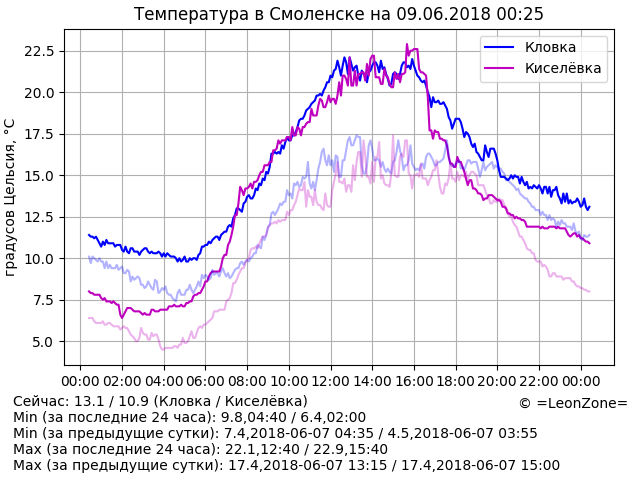 Температура в Смоленске на 09.06.2018 00:25
Кловка
Киселёвка
градусов Цельсия, °C
22.5
20.0
17.5
15.0
12.5
10.0
7.5
5.0
00:00 02:00 04:00 06:00 08:00 10:00 12:00 14:00 16:00 18:00 20:00 22:00 00:00
Сейчас: 13.1 / 10.9 (Кловка / Киселёвка)
© =LeonZone=
Min (за последние 24 часа): 9.8,04:40 / 6.4,02:00
Min (за предыдущие сутки): 7.4,2018-06-07 04:35 / 4.5,2018-06-07 03:55
Max (за последние 24 часа): 22.1,12:40 / 22.9,15:40
Max (за предыдущие сутки): 17.4,2018-06-07 13:15 / 17.4,2018-06-07 15:00